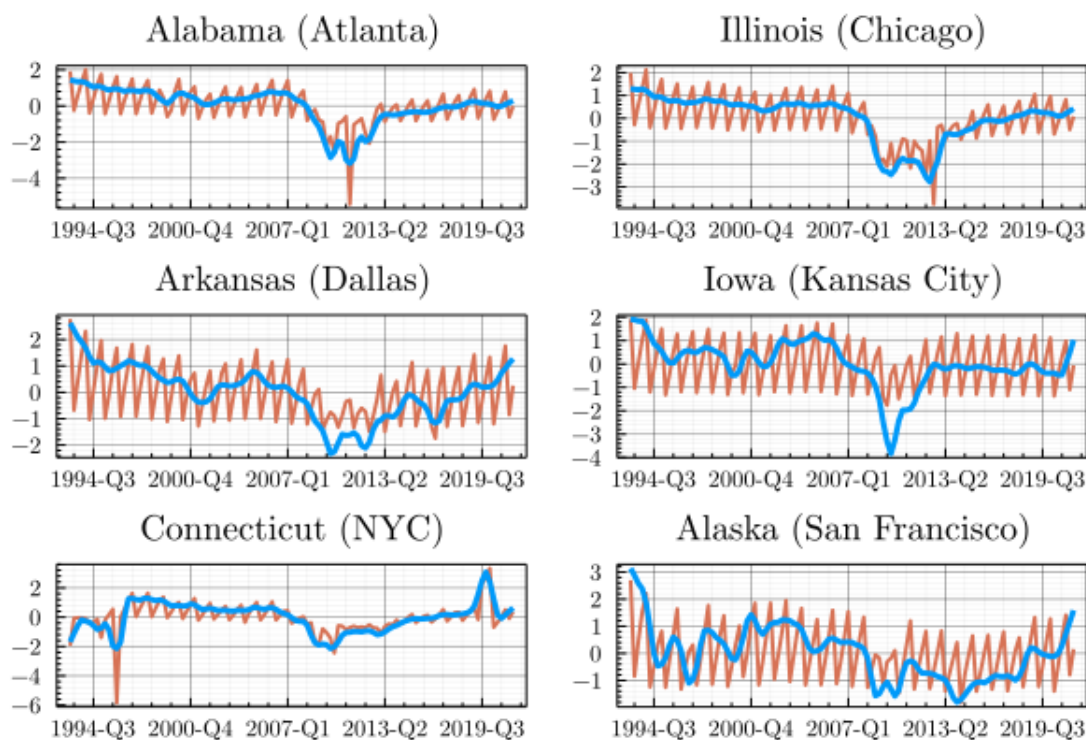 Alabama (Atlanta)
Illinois (Chicago)
2
0
−2
−4
1994-Q3 2000-Q4 2007-Q1 2013-Q2 2019-Q3
2
1
0
−1
−2
−3
1994-Q3 2000-Q4 2007-Q1 2013-Q2 2019-Q3
Arkansas (Dallas)
Iowa (Kansas City)
2
1
0
−1
−2
1994-Q3 2000-Q4 2007-Q1 2013-Q2 2019-Q3
2
1
0
−1
−2
−3
−4
1994-Q3 2000-Q4 2007-Q1 2013-Q2 2019-Q3
Connecticut (NYC)
Alaska (San Francisco)
2
0
−2
−4
−6
1994-Q3 2000-Q4 2007-Q1 2013-Q2 2019-Q3
3
2
1
0
−1
1994-Q3 2000-Q4 2007-Q1 2013-Q2 2019-Q3